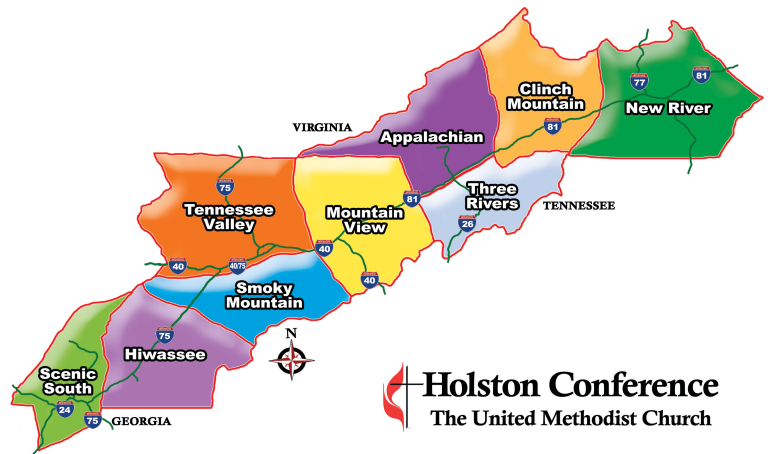 Clinch
Mountain
77
81
New River
81
VIRGINIA
Appalachian
75
Tennessee
Valley
Mountain
View
81
Three
Rivers
26
TENNESSEE
40
40/75
40
40
Smoky
Mountain
N
75
Hiwassee
Scenic
South
24
75
GEORGIA
Holston Conference
The United Methodist Church